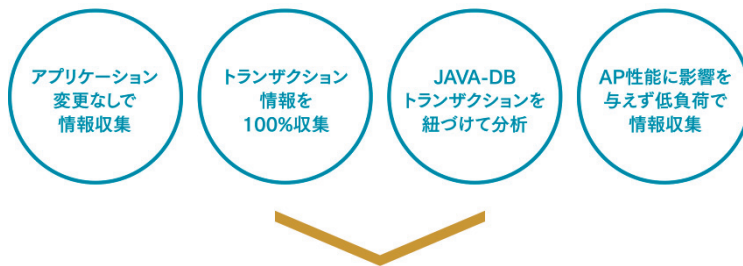 アプリケーション
変更なしで
情報収集
トランザクション
情報を
100%収集
JAVA-DB
トランザクションを
紐づけて分析
AP性能に影響を
与えず低負荷で
情報収集